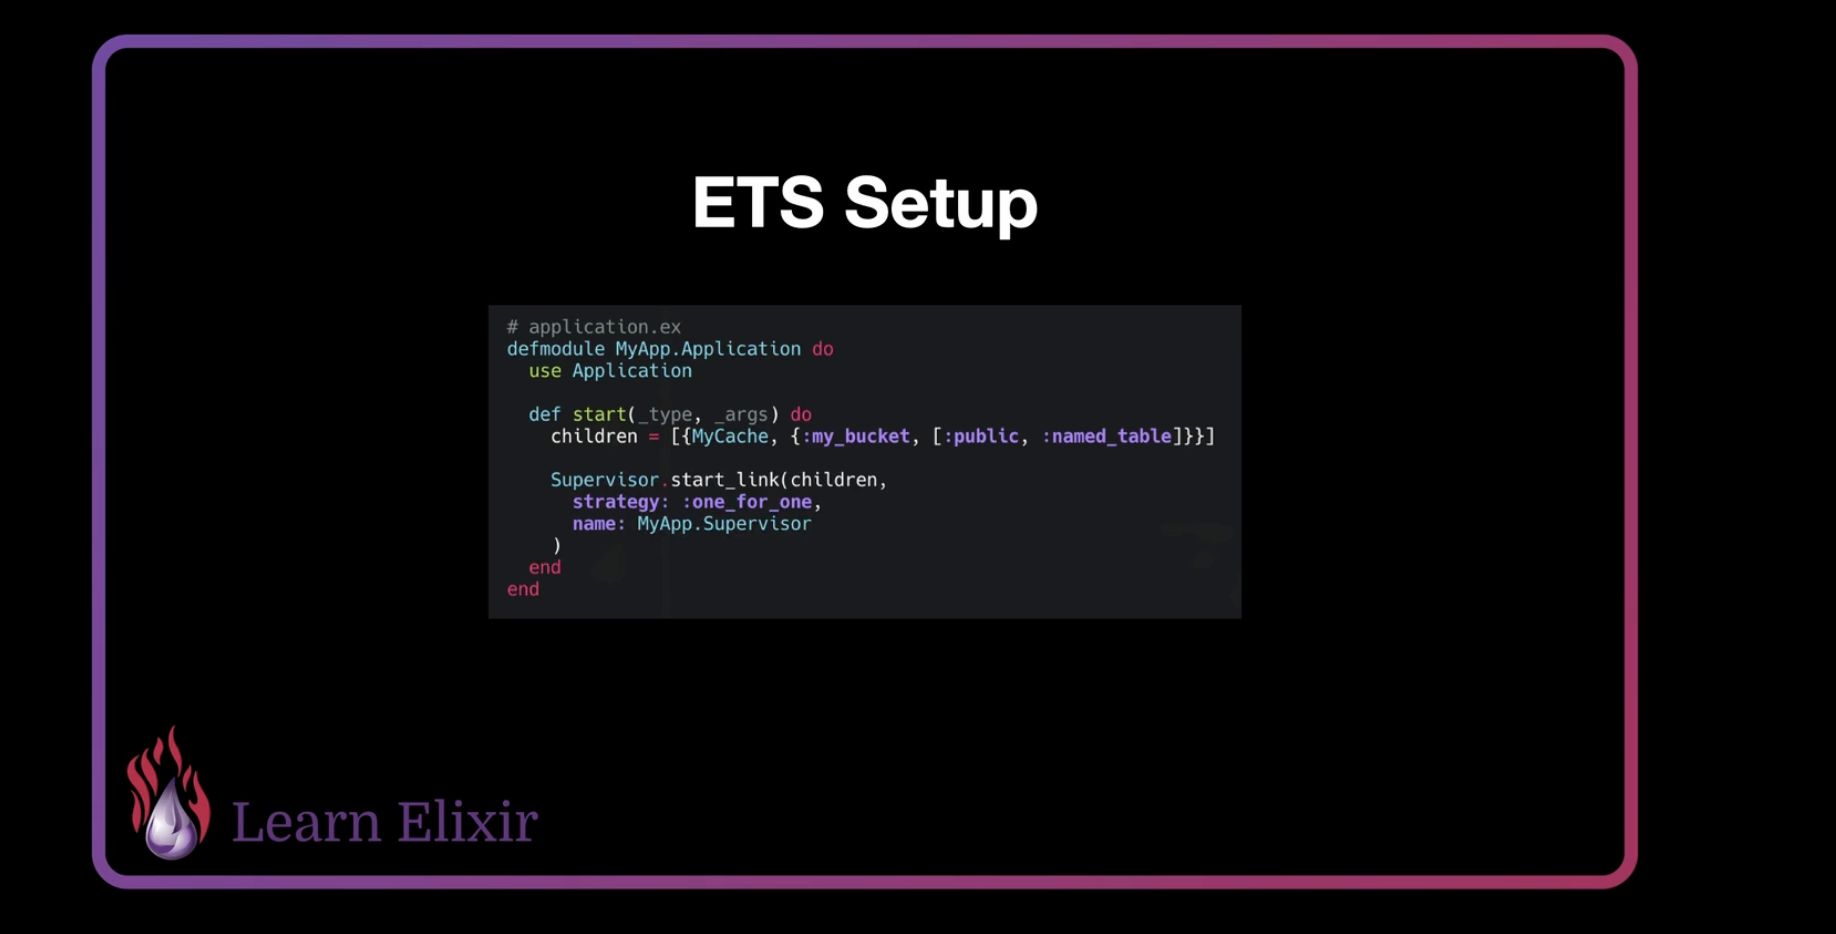 ETS Setup
# application.ex
defmodule MyApp.Application do
  use Application

  def start(_type, _args) do
    children = [{MyCache, {:my_bucket, [:public, :named_table]}}]

    Supervisor.start_link(children,
      strategy: :one_for_one,
      name: MyApp.Supervisor
    )
  end
end
Learn Elixir